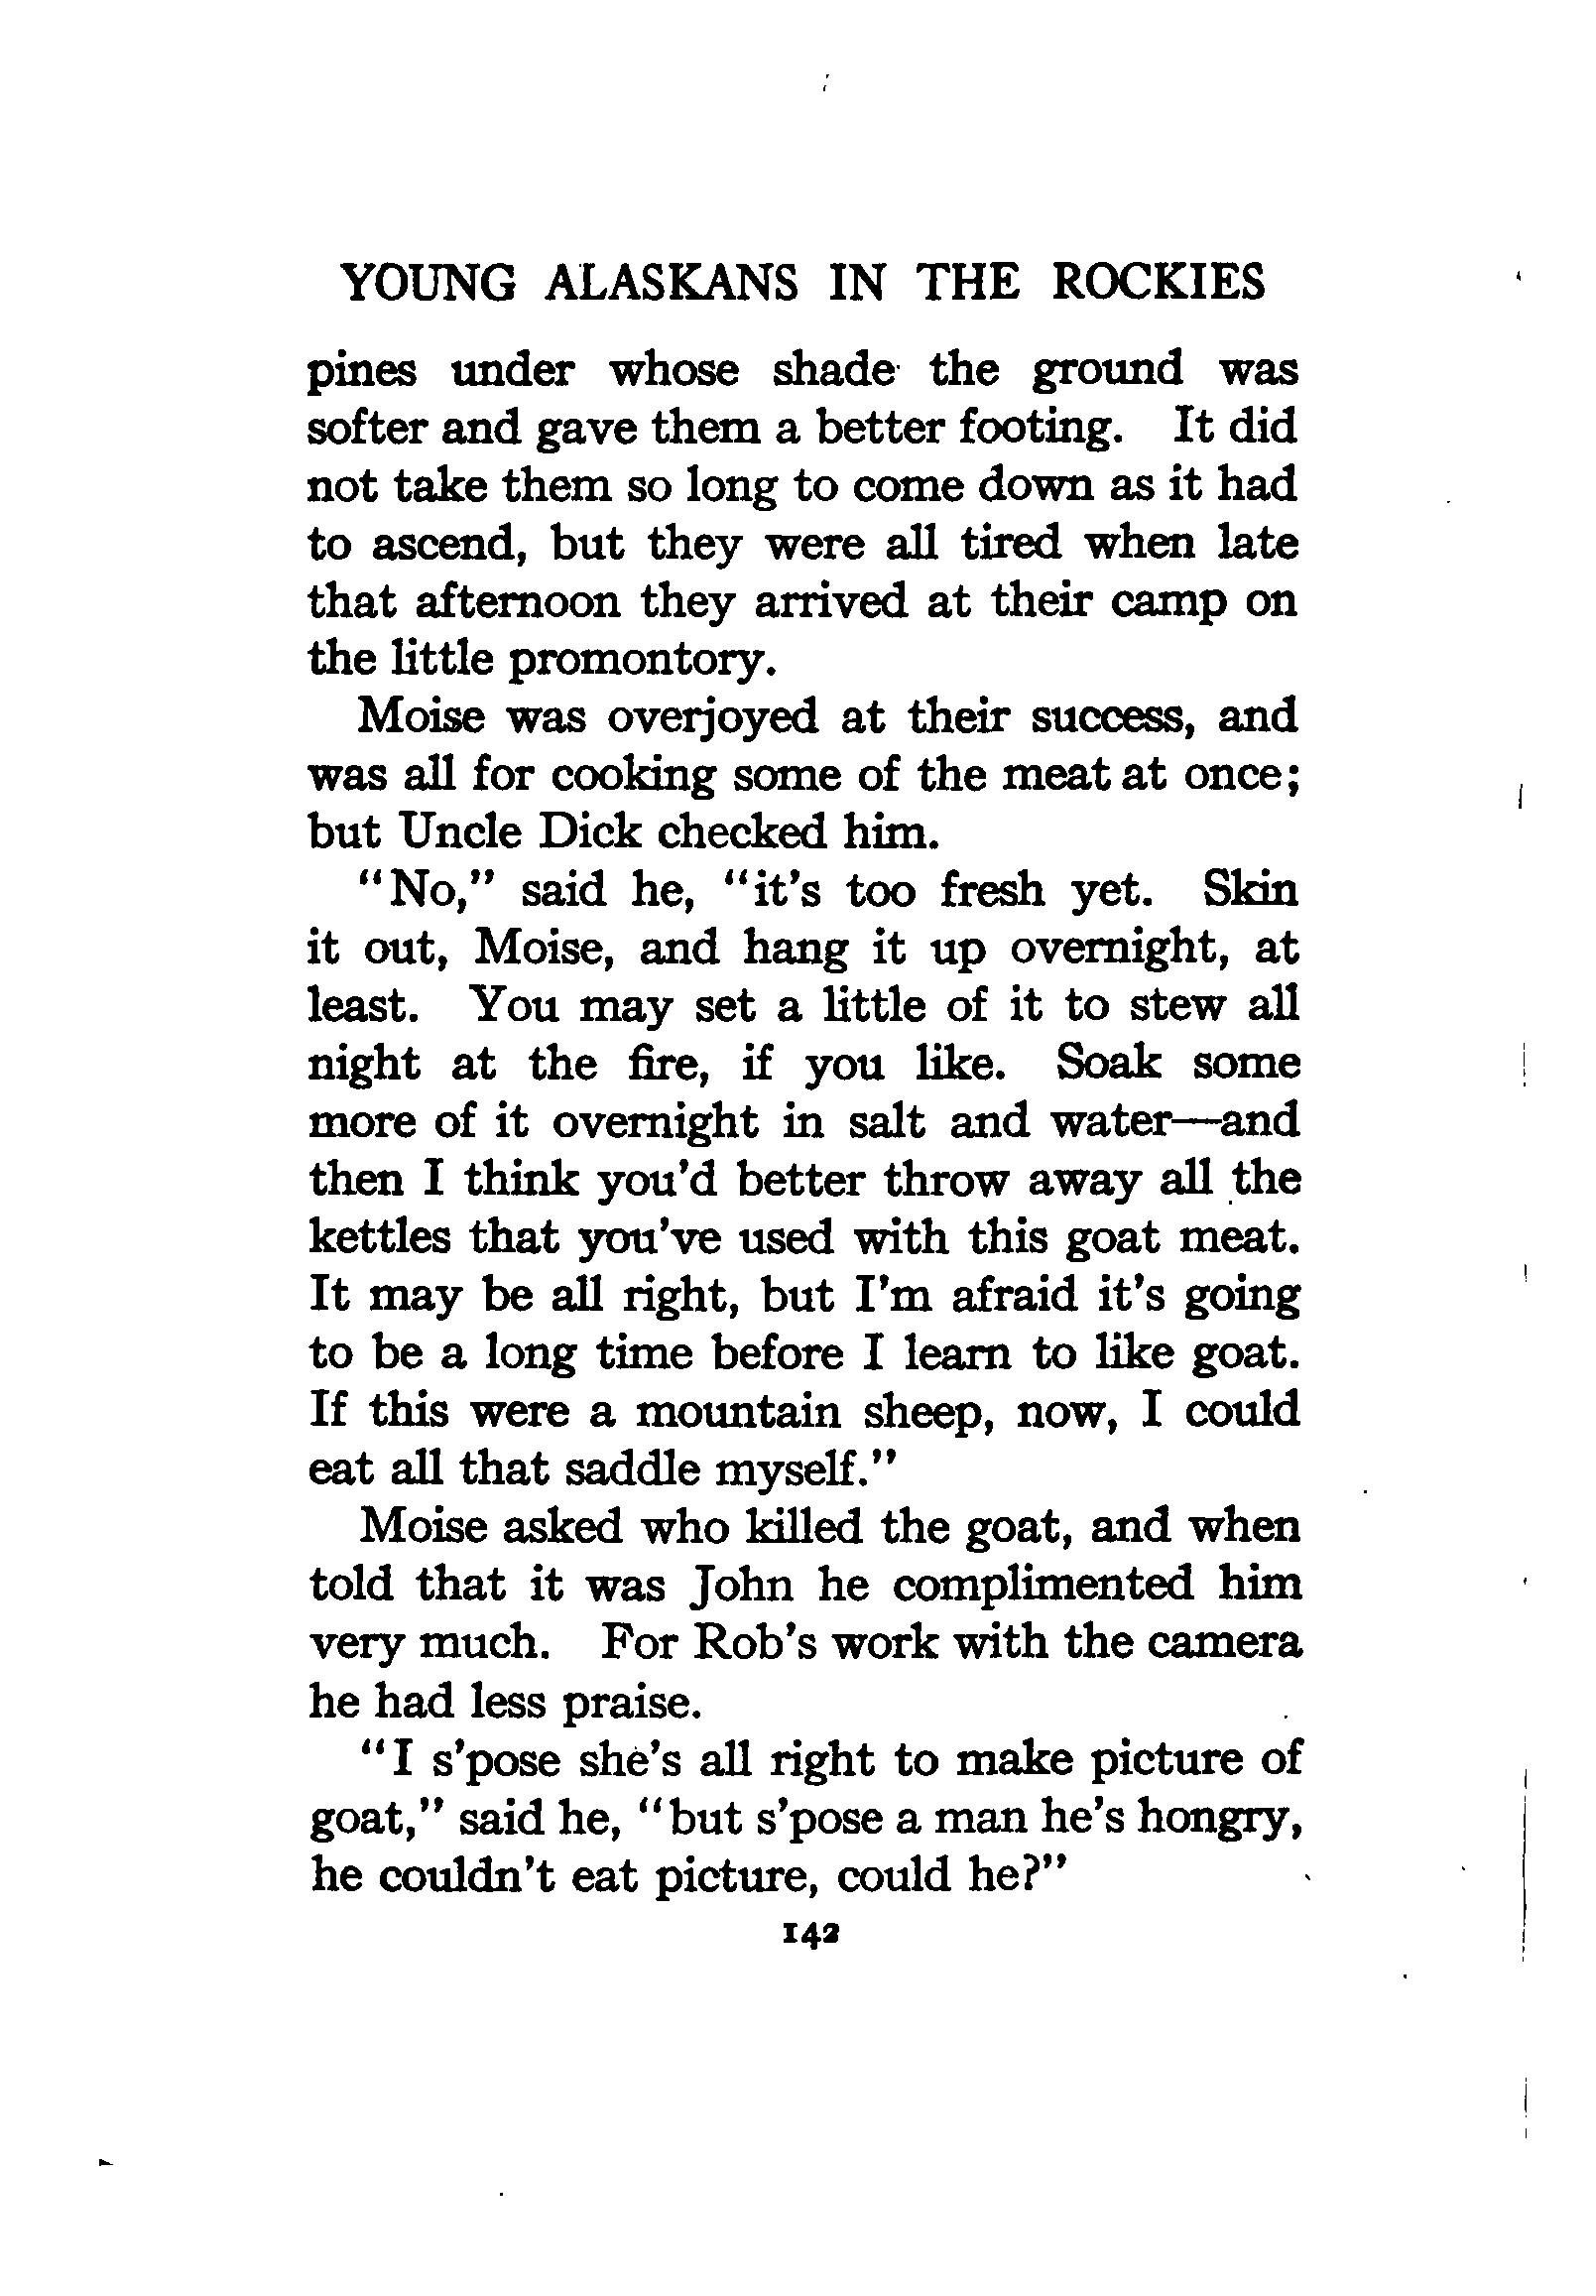 YOUNG ALASKANS IN THE ROCKIES
pines under whose shade the ground was
softer and gave them a better footing. It did
not take them so long to come down as it had
to ascend, but they were all tired when late
that afternoon they arrived at their camp on
the little promontory.
Moise was overjoyed at their success, and
was all for cooking some of the meat at once;
but Uncle Dick checked him.
"No," said he, "it's too fresh yet. Skin
it out, Moise, and hang it up overnight, at
least. You may set a little of it to stew all
night at the fire, if you like. Soak some
more of it overnight in salt and water—and
then I think you'd better throw away all the
kettles that you've used with this goat meat.
It may be all right, but I'm afraid it's going
to be a long time before I learn to like goat.
If this were a mountain sheep, now, I could
eat all that saddle myself."
Moise asked who killed the goat, and when
told that it was John he complimented him
very much. For Rob's work with the camera
he had less praise.
"I s'pose she's all right to make picture of
goat," said he, "but s'pose a man he's hongry,
he couldn't eat picture, could he?"
142